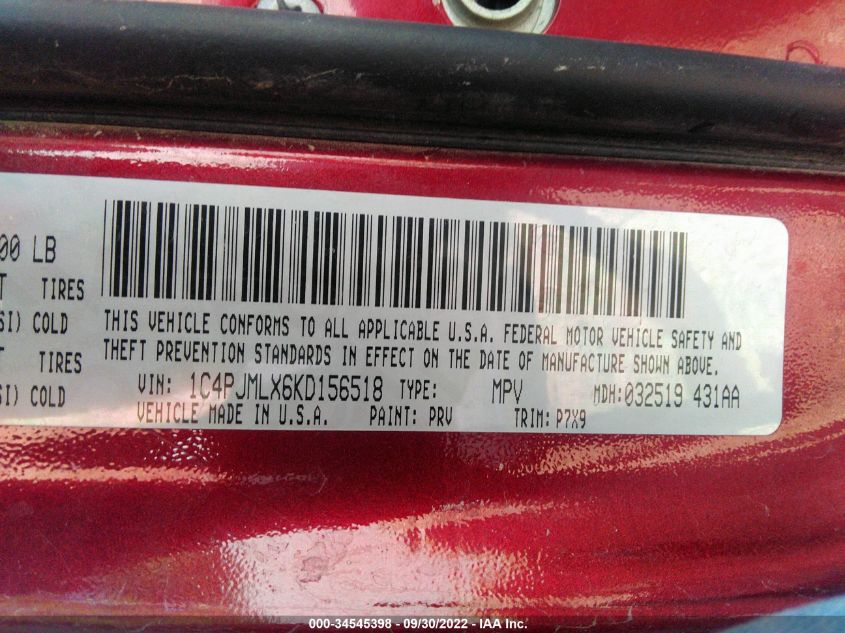 00 LB
TIRES
SI) COLD
TIRES
SI) COLD
THIS VEHICLE CONFORMS TO ALL APPLICABLE U.S.A. FEDERAL MOTOR VEHICLE SAFETY AND
THEFT PREVENTION STANDARDS IN EFFECT ON THE DATE OF MANUFACTURE SHOWN ABOVE.
VIN: 1C4PJMLX6KD156518 TYPE: MPV MDH:032519 431AA
VEHICLE MADE IN U.S.A. PAINT: PRV TRIM: P7X9
000-34545398 - 09/30/2022 - IAA Inc.